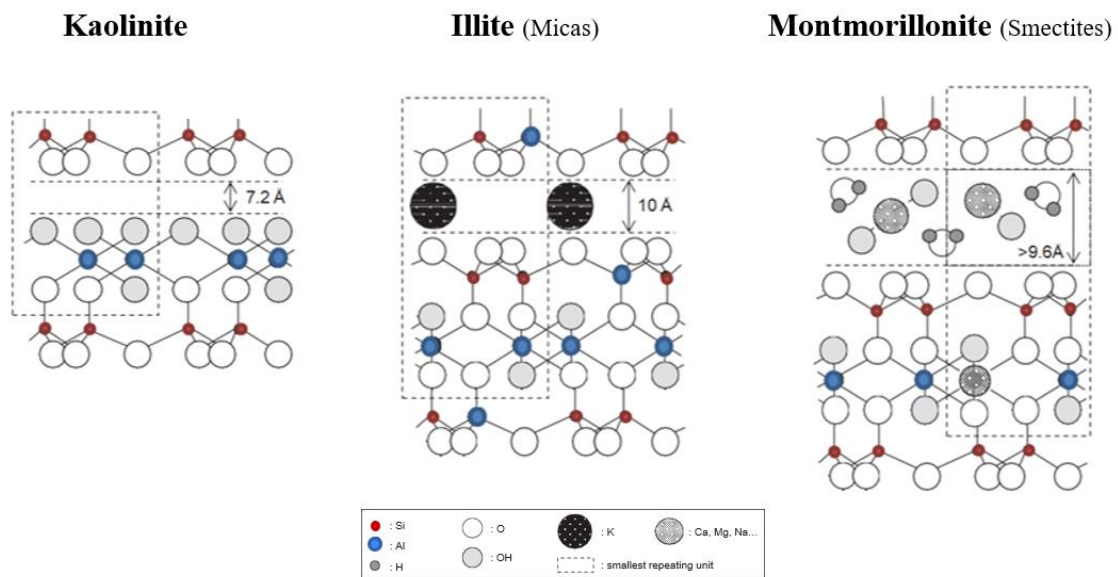 Kaolinite
Illite (Micas)
Montmorillonite (Smectites)
7.2 Å
10 Å
>9.6Å
: Si
: Al
: H
: O
: OH
: K
: Ca, Mg, Na...
: smallest repeating unit